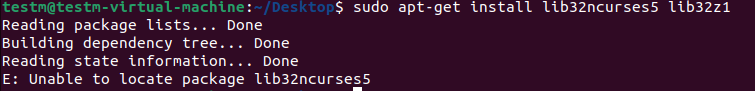 testm@testm-virtual-machine:~/Desktop$ sudo apt-get install lib32ncurses5 lib32z1
Reading package lists... Done
Building dependency tree... Done
Reading state information... Done
E: Unable to locate package lib32ncurses5